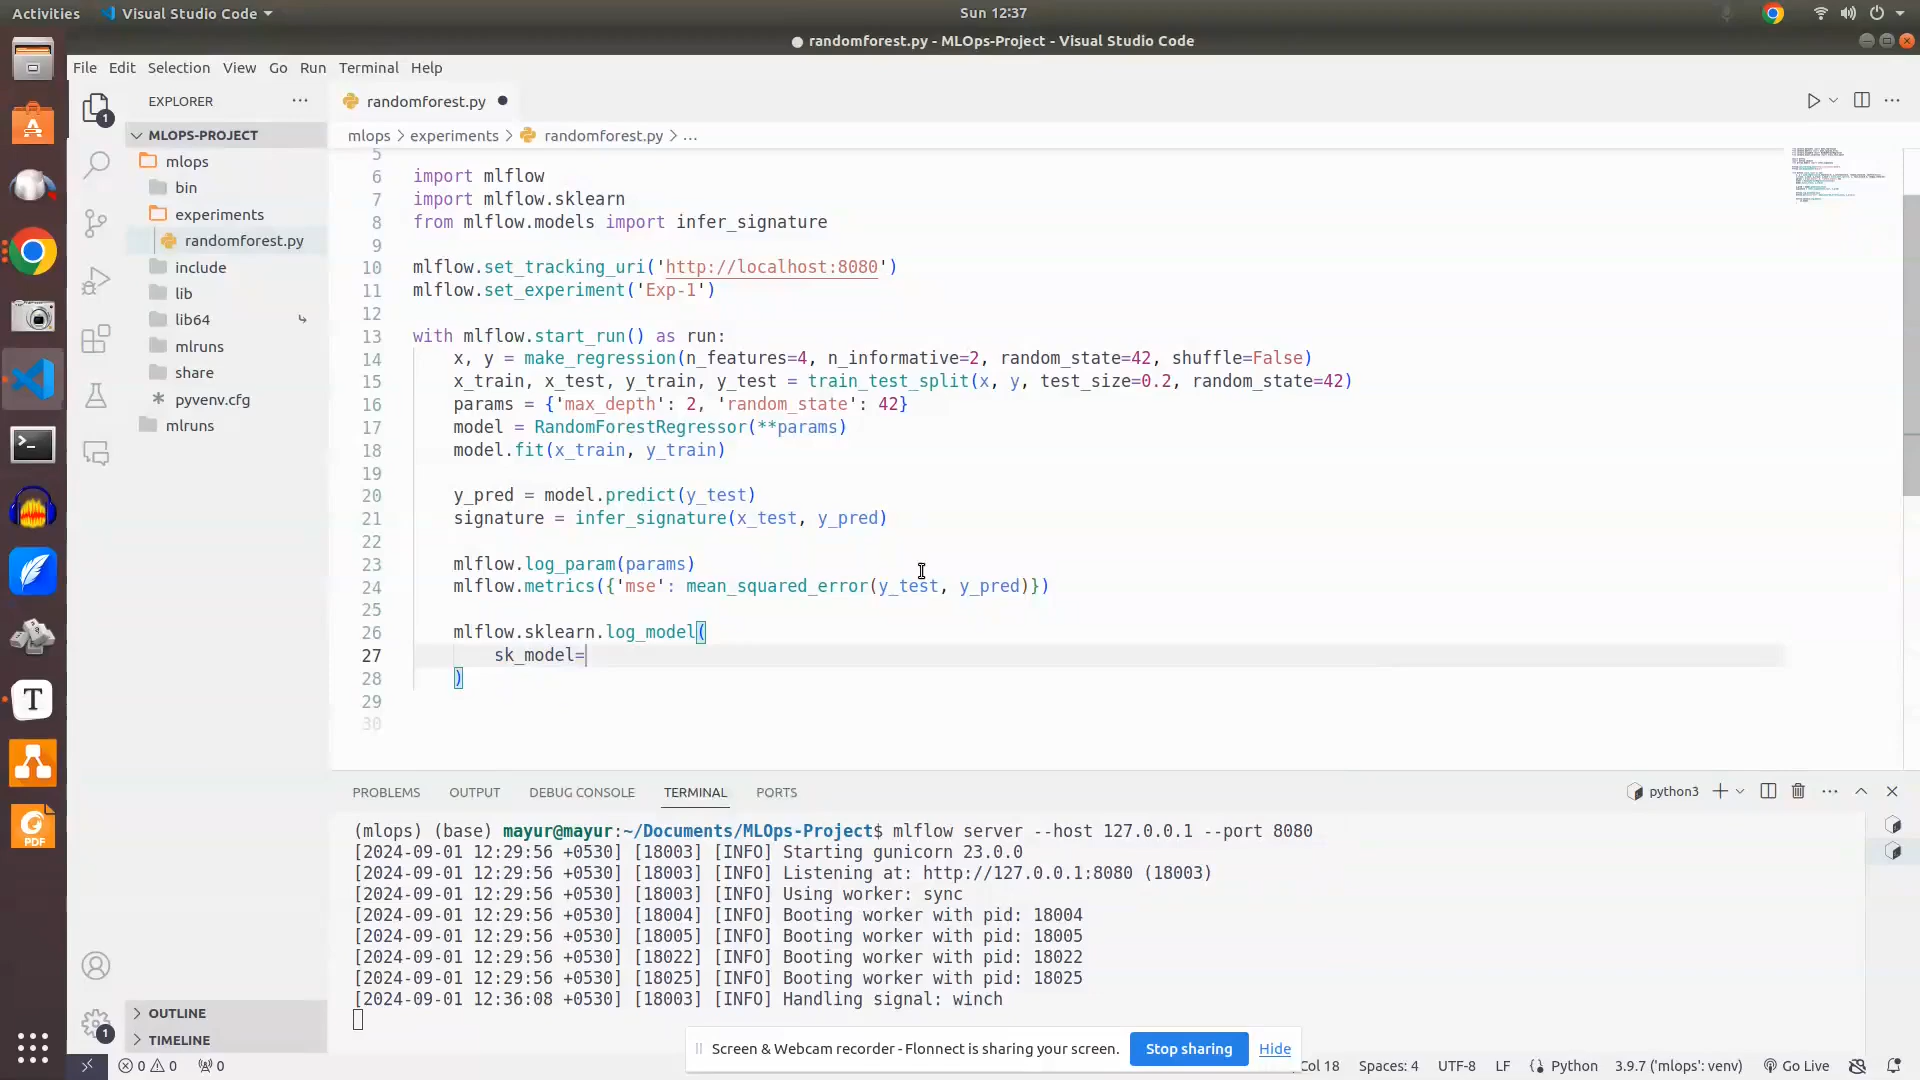 Activities Visual Studio Code Sun 12:37
randomforest.py - MLOps-Project - Visual Studio Code
File Edit Selection View Go Run Terminal Help
EXPLORER
randomforest.py
MLOPS-PROJECT
mlops > experiments > randomforest.py > ...
mlops
bin
experiments
randomforest.py
include
lib
lib64
mlruns
share
pyvenv.cfg
mlruns
OUTLINE
TIMELINE
5
6 import mlflow
7 import mlflow.sklearn
8 from mlflow.models import infer_signature
9
10 mlflow.set_tracking_uri('http://localhost:8080')
11 mlflow.set_experiment('Exp-1')
12
13 with mlflow.start_run() as run:
14 x, y = make_regression(n_features=4, n_informative=2, random_state=42, shuffle=False)
15 x_train, x_test, y_train, y_test = train_test_split(x, y, test_size=0.2, random_state=42)
16 params = {'max_depth': 2, 'random_state': 42}
17 model = RandomForestRegressor(**params)
18 model.fit(x_train, y_train)
19
20 y_pred = model.predict(y_test)
21 signature = infer_signature(x_test, y_pred)
22
23 mlflow.log_param(params)
24 mlflow.metrics({'mse': mean_squared_error(y_test, y_pred)})
25
26 mlflow.sklearn.log_model(
27 sk_model=
28 )
29
30
PROBLEMS OUTPUT DEBUG CONSOLE TERMINAL PORTS
python3
(mlops) (base) mayur@mayur:~/Documents/MLOps-Project$ mlflow server --host 127.0.0.1 --port 8080
[2024-09-01 12:29:56 +0530] [18003] [INFO] Starting gunicorn 23.0.0
[2024-09-01 12:29:56 +0530] [18003] [INFO] Listening at: http://127.0.0.1:8080 (18003)
[2024-09-01 12:29:56 +0530] [18003] [INFO] Using worker: sync
[2024-09-01 12:29:56 +0530] [18004] [INFO] Booting worker with pid: 18004
[2024-09-01 12:29:56 +0530] [18005] [INFO] Booting worker with pid: 18005
[2024-09-01 12:29:56 +0530] [18022] [INFO] Booting worker with pid: 18022
[2024-09-01 12:29:56 +0530] [18025] [INFO] Booting worker with pid: 18025
[2024-09-01 12:36:08 +0530] [18003] [INFO] Handling signal: winch
Screen & Webcam recorder - Flonnect is sharing your screen. Stop sharing Hide
0 0 0 Col 18 Spaces: 4 UTF-8 LF Python 3.9.7 ('mlops': venv) Go Live
1
1
T
PDF